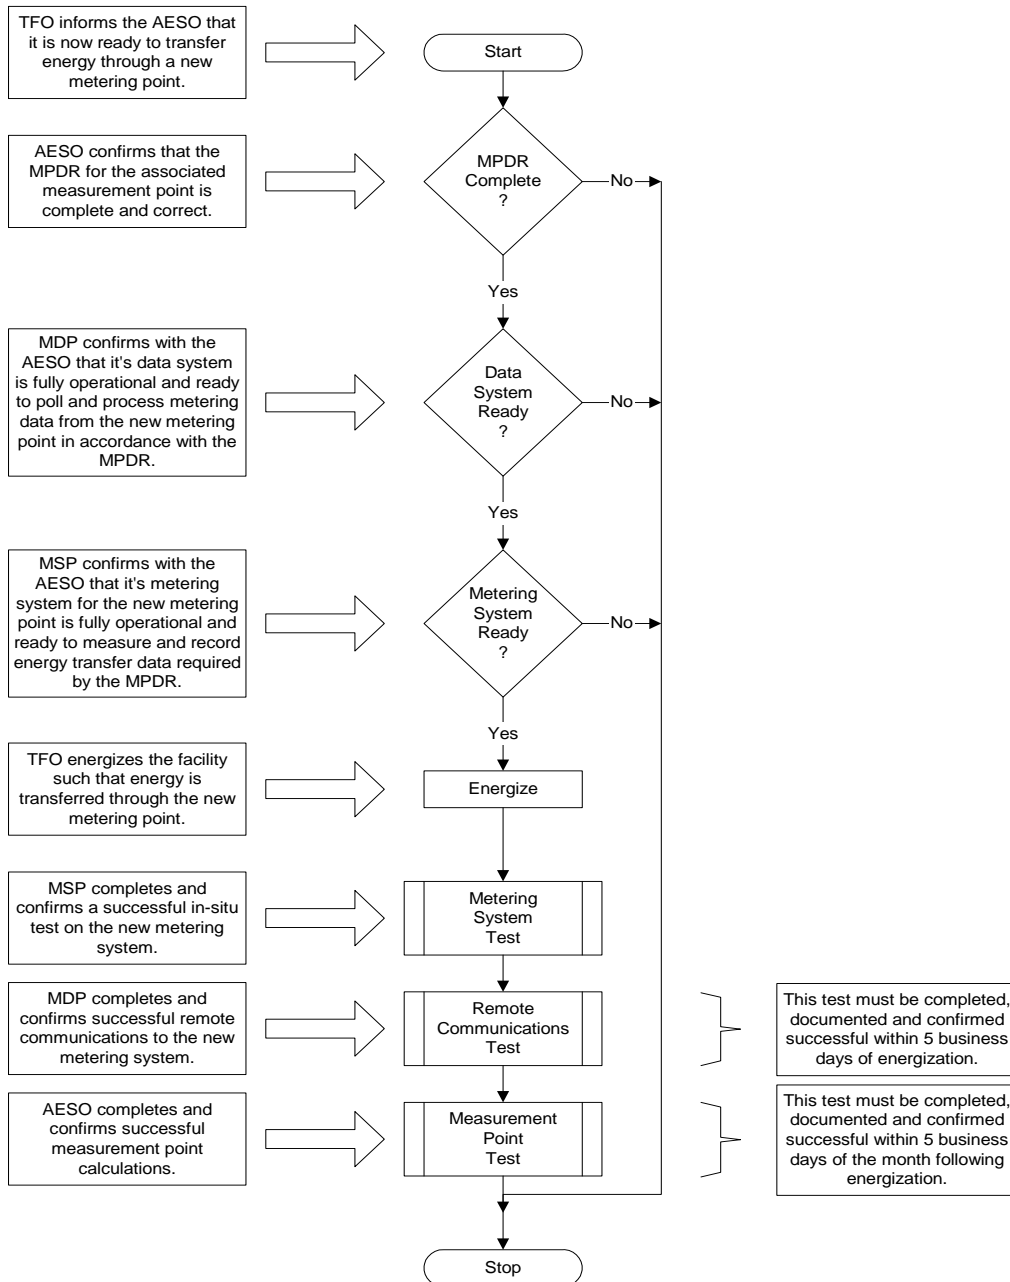 TFO informs the AESO that
it is now ready to transfer
energy through a new
metering point.
Start
AESO confirms that the
MPDR for the associated
measurement point is
complete and correct.
MPDR
Complete
?
No
Yes
MDP confirms with the
AESO that it's data system
is fully operational and ready
to poll and process metering
data from the new metering
point in accordance with the
MPDR.
Data
System
Ready
?
No
Yes
MSP confirms with the
AESO that it's metering
system for the new metering
point is fully operational and
ready to measure and record
energy transfer data required
by the MPDR.
Metering
System
Ready
?
No
Yes
TFO energizes the facility
such that energy is
transferred through the new
metering point.
Energize
MSP completes and
confirms a successful in-situ
test on the new metering
system.
Metering
System
Test
MDP completes and
confirms successful remote
communications to the new
metering system.
Remote
Communications
Test
This test must be completed,
documented and confirmed
successful within 5 business
days of energization.
AESO completes and
confirms successful
measurement point
calculations.
Measurement
Point
Test
This test must be completed,
documented and confirmed
successful within 5 business
days of the month following
energization.
Stop